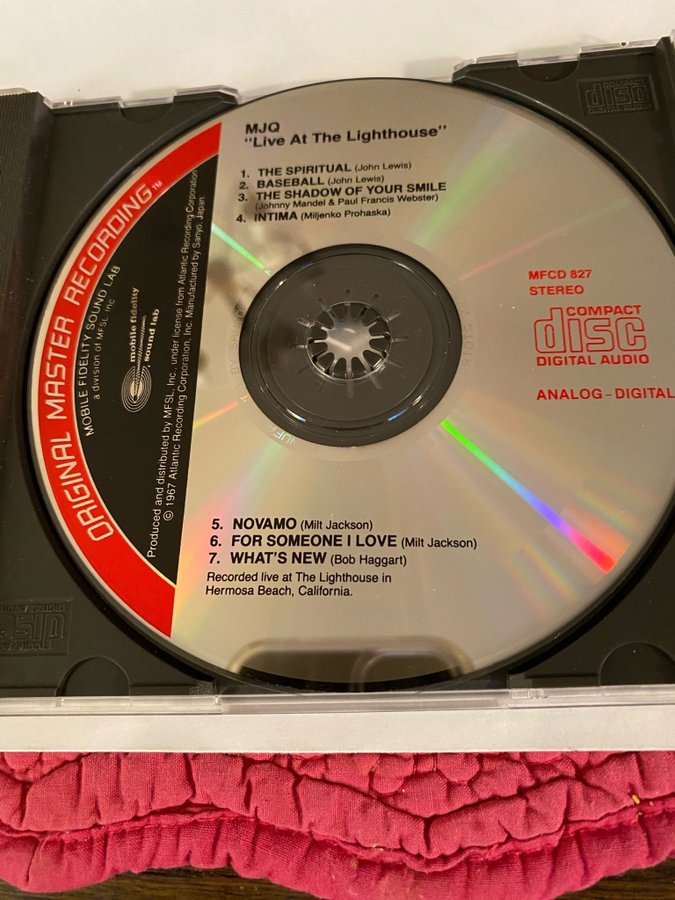 MJQ
"Live At The Lighthouse"
1. THE SPIRITUAL (John Lewis)
2. BASEBALL (John Lewis)
3. THE SHADOW OF YOUR SMILE
(Johnny Mandel & Paul Francis Webster)
4. INTIMA (Miljenko Prohaska)
ORIGINAL MASTER RECORDING™
MOBILE FIDELITY SOUND LAB
a division of MFSL, Inc
mobile fidelity
sound lab
Produced and distributed by MFSL, Inc., under license from Atlantic Recording Corporation
© 1967 Atlantic Recording Corporation, Inc. Manufactured by Sanyo, Japan
MFCD 827
STEREO
COMPACT
disc
DIGITAL AUDIO
ANALOG-DIGITAL
5. NOVAMO (Milt Jackson)
6. FOR SOMEONE I LOVE (Milt Jackson)
7. WHAT'S NEW (Bob Haggart)
Recorded live at The Lighthouse in
Hermosa Beach, California.
COMPACT
disc
DIGITAL AUDIO